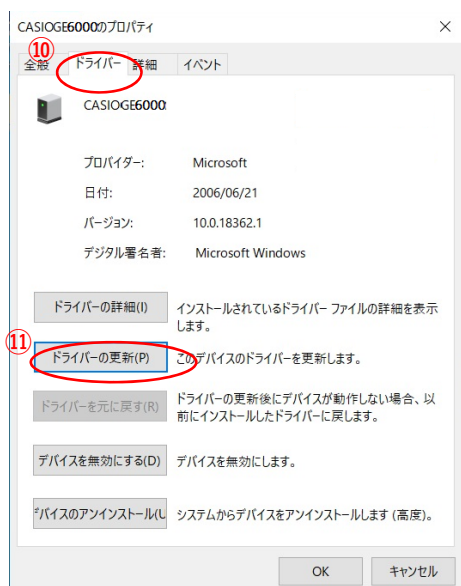 CASIOGE6000のプロパティ
⑩
全般 ドライバー 詳細 イベント
CASIOGE6000
プロバイダー: Microsoft
日付: 2006/06/21
バージョン: 10.0.18362.1
デジタル署名者: Microsoft Windows
ドライバーの詳細(I) インストールされているドライバー ファイルの詳細を表示
します。
⑪
ドライバーの更新(P) このデバイスのドライバーを更新します。
ドライバーを元に戻す(R) ドライバーの更新後にデバイスが動作しない場合、以
前にインストールしたドライバーに戻します。
デバイスを無効にする(D) デバイスを無効にします。
デバイスのアンインストール(U システムからデバイスをアンインストールします (高度)。
OK キャンセル